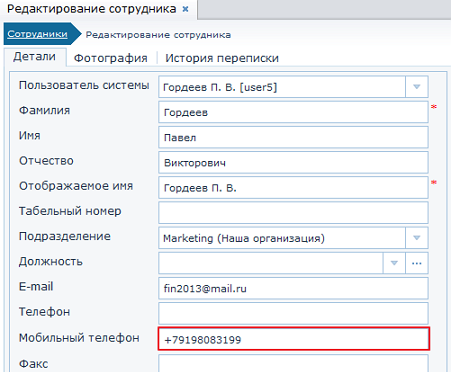 Редактирование сотрудника ×
Сотрудники Редактирование сотрудника
Детали Фотография История переписки
Пользователь системы Гордеев П. В. [user5]
Фамилия Гордеев *
Имя Павел
Отчество Викторович
Отображаемое имя Гордеев П. В. *
Табельный номер
Подразделение Marketing (Наша организация)
Должность ...
E-mail fin2013@mail.ru
Телефон
Мобильный телефон +79198083199
Факс